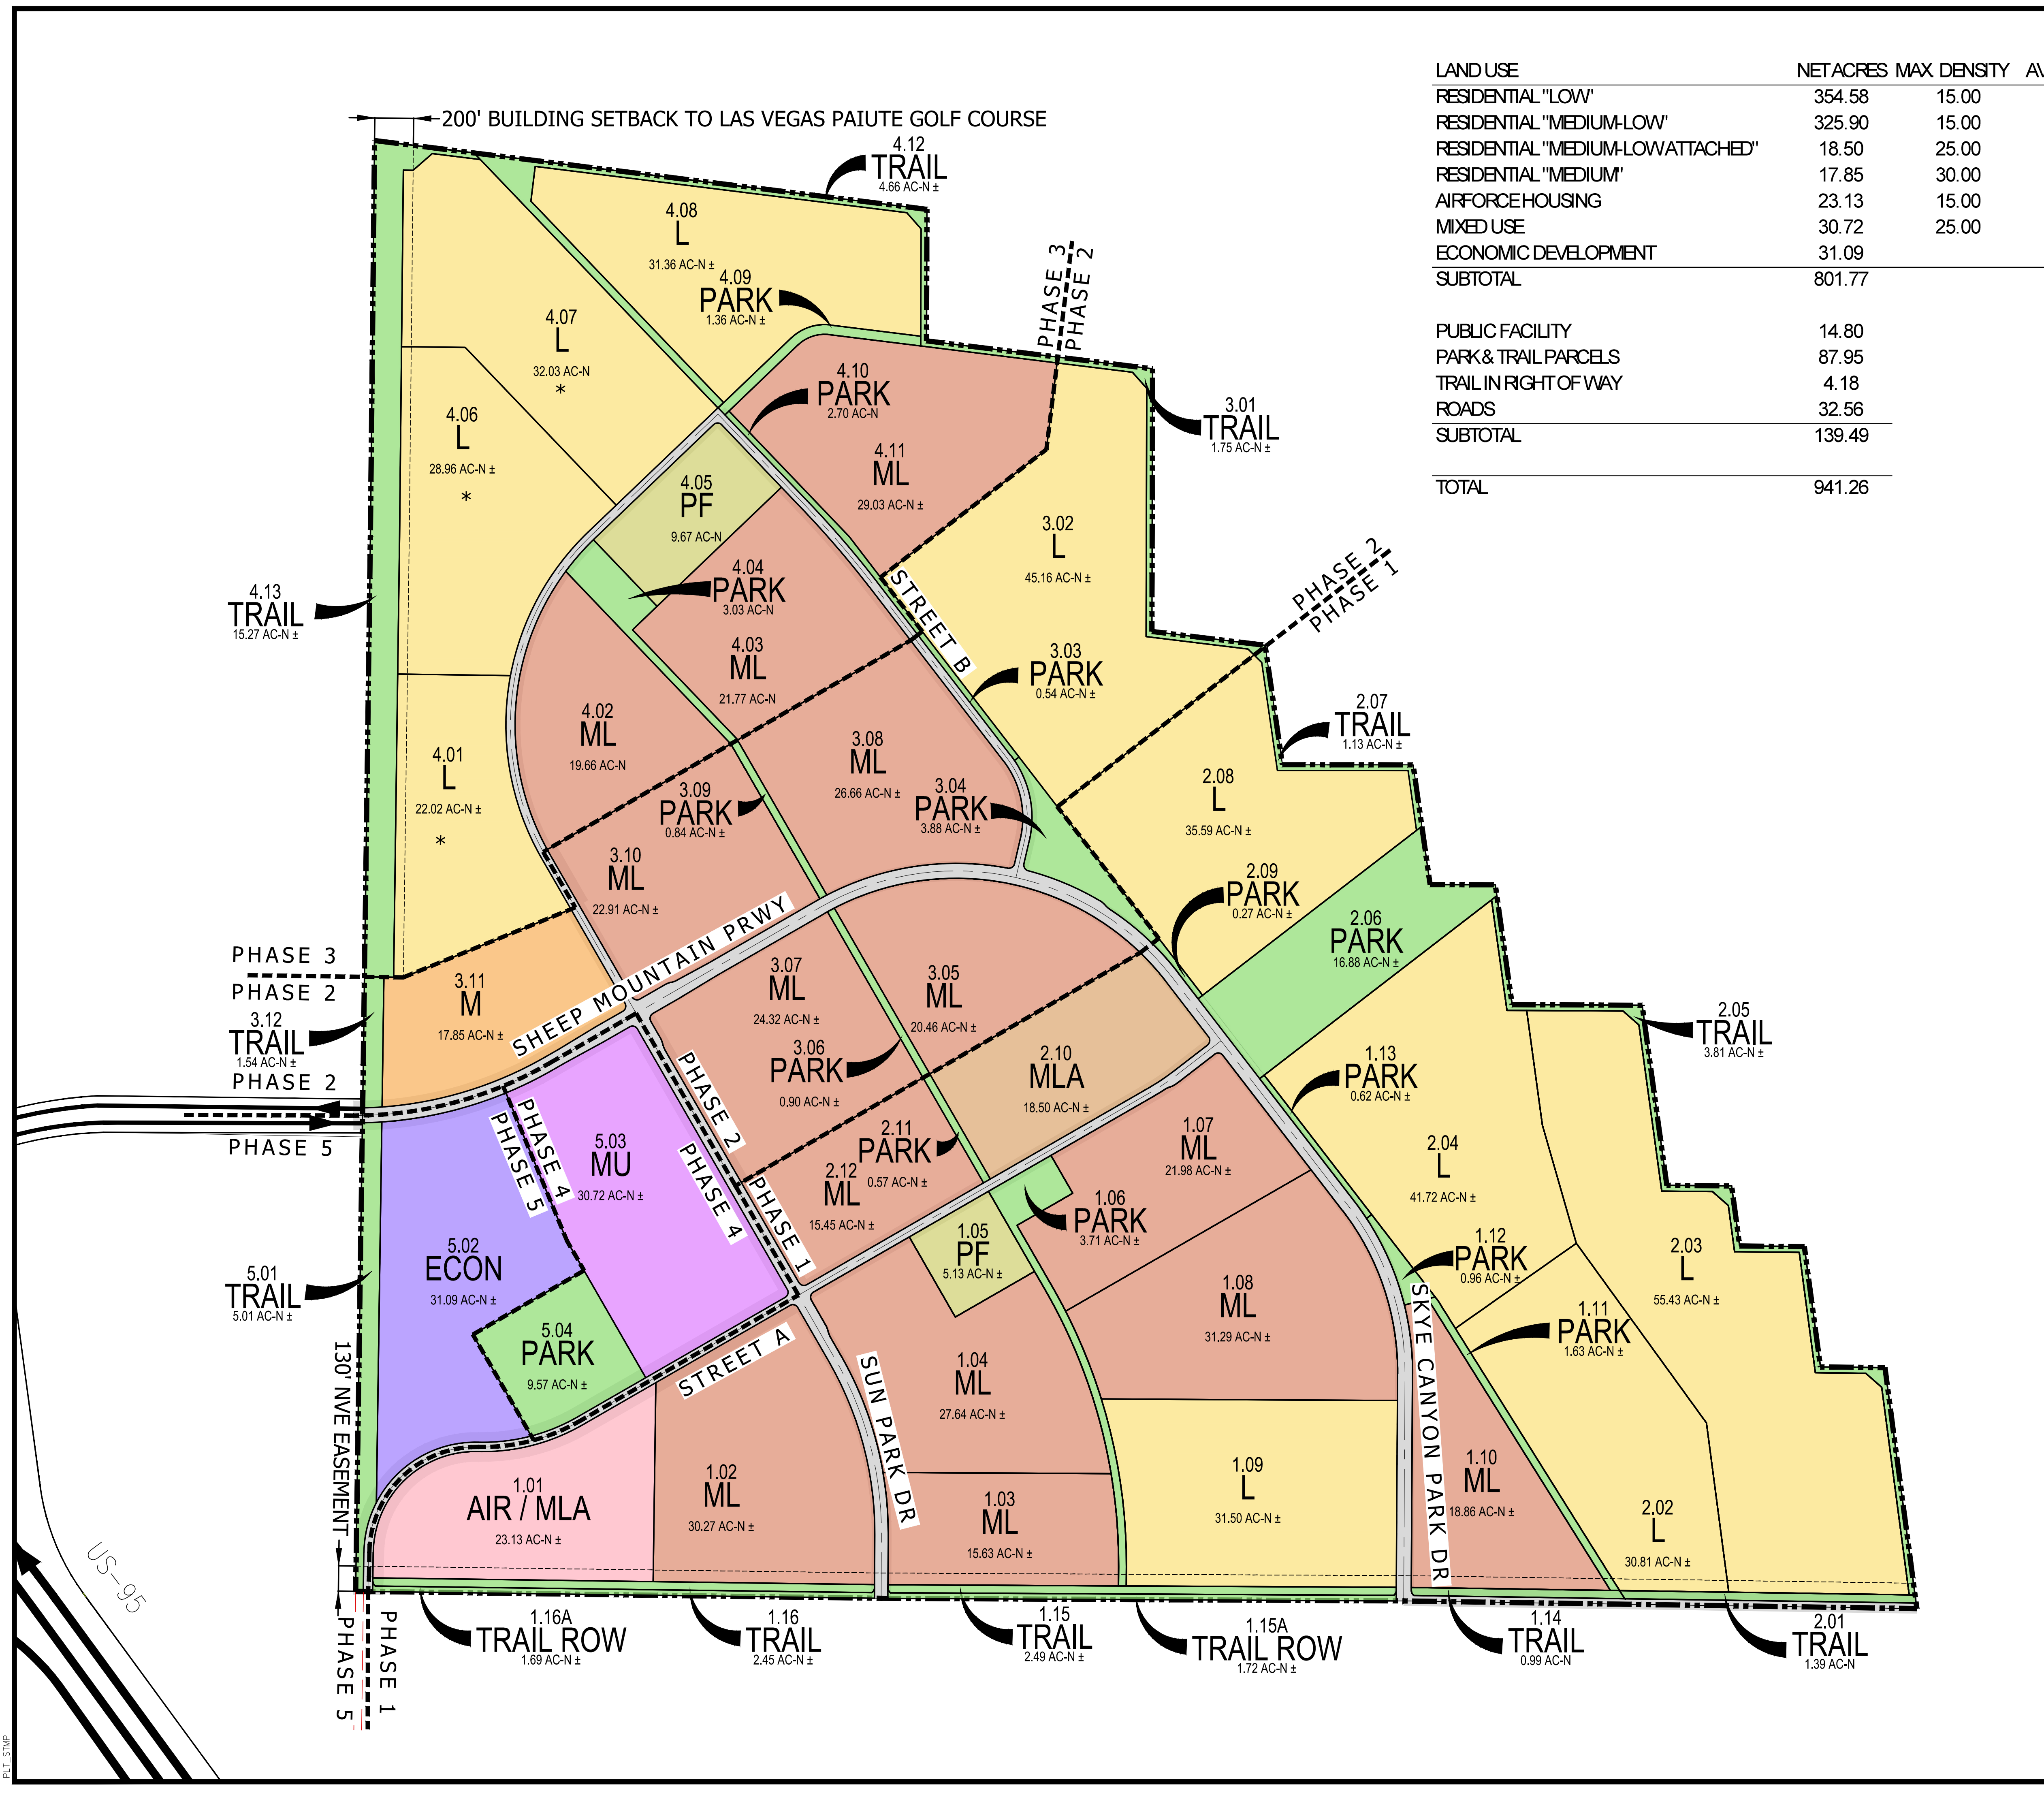 LAND USE NET ACRES MAX. DENSITY AV
RESIDENTIAL "LOW" 354.58 15.00
RESIDENTIAL "MEDIUM-LOW" 325.90 15.00
RESIDENTIAL "MEDIUM-LOW ATTACHED" 18.50 25.00
RESIDENTIAL "MEDIUM" 17.85 30.00
AIRFORCE HOUSING 23.13 15.00
MIXED USE 30.72 25.00
ECONOMIC DEVELOPMENT 31.09
SUBTOTAL 801.77
PUBLIC FACILITY 14.80
PARK & TRAIL PARCELS 87.95
TRAIL IN RIGHT OF WAY 4.18
ROADS 32.56
SUBTOTAL 139.49
TOTAL 941.26
200' BUILDING SETBACK TO LAS VEGAS PAIUTE GOLF COURSE
4.12
TRAIL
4.66 AC-N ±
4.08
L
31.36 AC-N ±
4.09
PARK
1.36 AC-N ±
PHASE 3
PHASE 2
4.07
L
32.03 AC-N
*
4.10
PARK
2.70 AC-N
3.01
TRAIL
1.75 AC-N ±
4.06
L
28.96 AC-N ±
*
4.11
ML
29.03 AC-N ±
4.05
PF
9.67 AC-N
3.02
L
45.16 AC-N ±
PHASE 2
PHASE 1
4.13
TRAIL
15.27 AC-N ±
4.04
PARK
3.03 AC-N
STREET B
4.03
ML
21.77 AC-N
3.03
PARK
0.54 AC-N ±
2.07
TRAIL
1.13 AC-N ±
4.02
ML
19.66 AC-N
4.01
L
22.02 AC-N ±
*
3.08
ML
26.66 AC-N ±
3.09
PARK
0.84 AC-N ±
3.04
PARK
3.88 AC-N ±
2.08
L
35.59 AC-N ±
3.10
ML
22.91 AC-N ±
2.09
PARK
0.27 AC-N ±
2.06
PARK
16.88 AC-N ±
SHEEP MOUNTAIN PRWY
PHASE 3
PHASE 2
3.11
M
17.85 AC-N ±
3.07
ML
24.32 AC-N ±
3.05
ML
20.46 AC-N ±
3.12
TRAIL
1.54 AC-N ±
2.05
TRAIL
3.81 AC-N ±
PHASE 2
PHASE 5
3.06
PARK
0.90 AC-N ±
2.10
MLA
18.50 AC-N ±
1.13
PARK
0.62 AC-N ±
PHASE 2
PHASE 4
PHASE 4
PHASE 5
5.03
MU
30.72 AC-N ±
2.11
PARK
0.57 AC-N ±
2.12
ML
15.45 AC-N ±
1.07
ML
21.98 AC-N ±
2.04
L
41.72 AC-N ±
PHASE 1
1.06
PARK
3.71 AC-N ±
1.05
PF
5.13 AC-N ±
1.12
PARK
0.96 AC-N ±
2.03
L
55.43 AC-N ±
5.02
ECON
31.09 AC-N ±
5.01
TRAIL
5.01 AC-N ±
1.08
ML
31.29 AC-N ±
1.11
PARK
1.63 AC-N ±
5.04
PARK
9.57 AC-N ±
STREET A
SUN PARK DR
SKYE CANYON PARK DR
130' NVE EASEMENT
1.04
ML
27.64 AC-N ±
1.01
AIR / MLA
23.13 AC-N ±
1.02
ML
30.27 AC-N ±
1.03
ML
15.63 AC-N ±
1.09
L
31.50 AC-N ±
1.10
ML
18.86 AC-N ±
2.02
L
30.81 AC-N ±
US-95
PHASE 5
PHASE 1
1.16A
TRAIL ROW
1.69 AC-N ±
1.16
TRAIL
2.45 AC-N ±
1.15
TRAIL
2.49 AC-N ±
1.15A
TRAIL ROW
1.72 AC-N ±
1.14
TRAIL
0.99 AC-N
2.01
TRAIL
1.39 AC-N
PLT_STMP